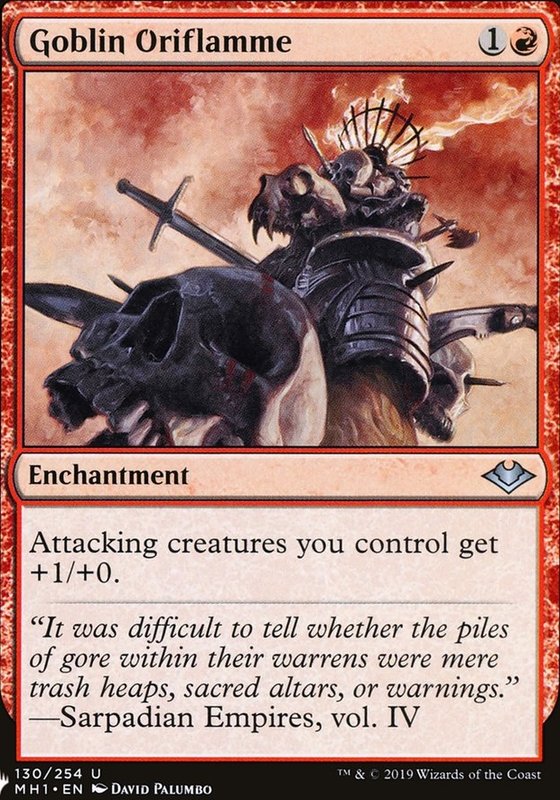 Goblin Oriflamme 1
Enchantment
Attacking creatures you control get
+1/+0.
“It was difficult to tell whether the piles
of gore within their warrens were mere
trash heaps, sacred altars, or warnings.”
—Sarpadian Empires, vol. IV
130/254 U
MH1 • EN David Palumbo
™ & © 2019 Wizards of the Coast